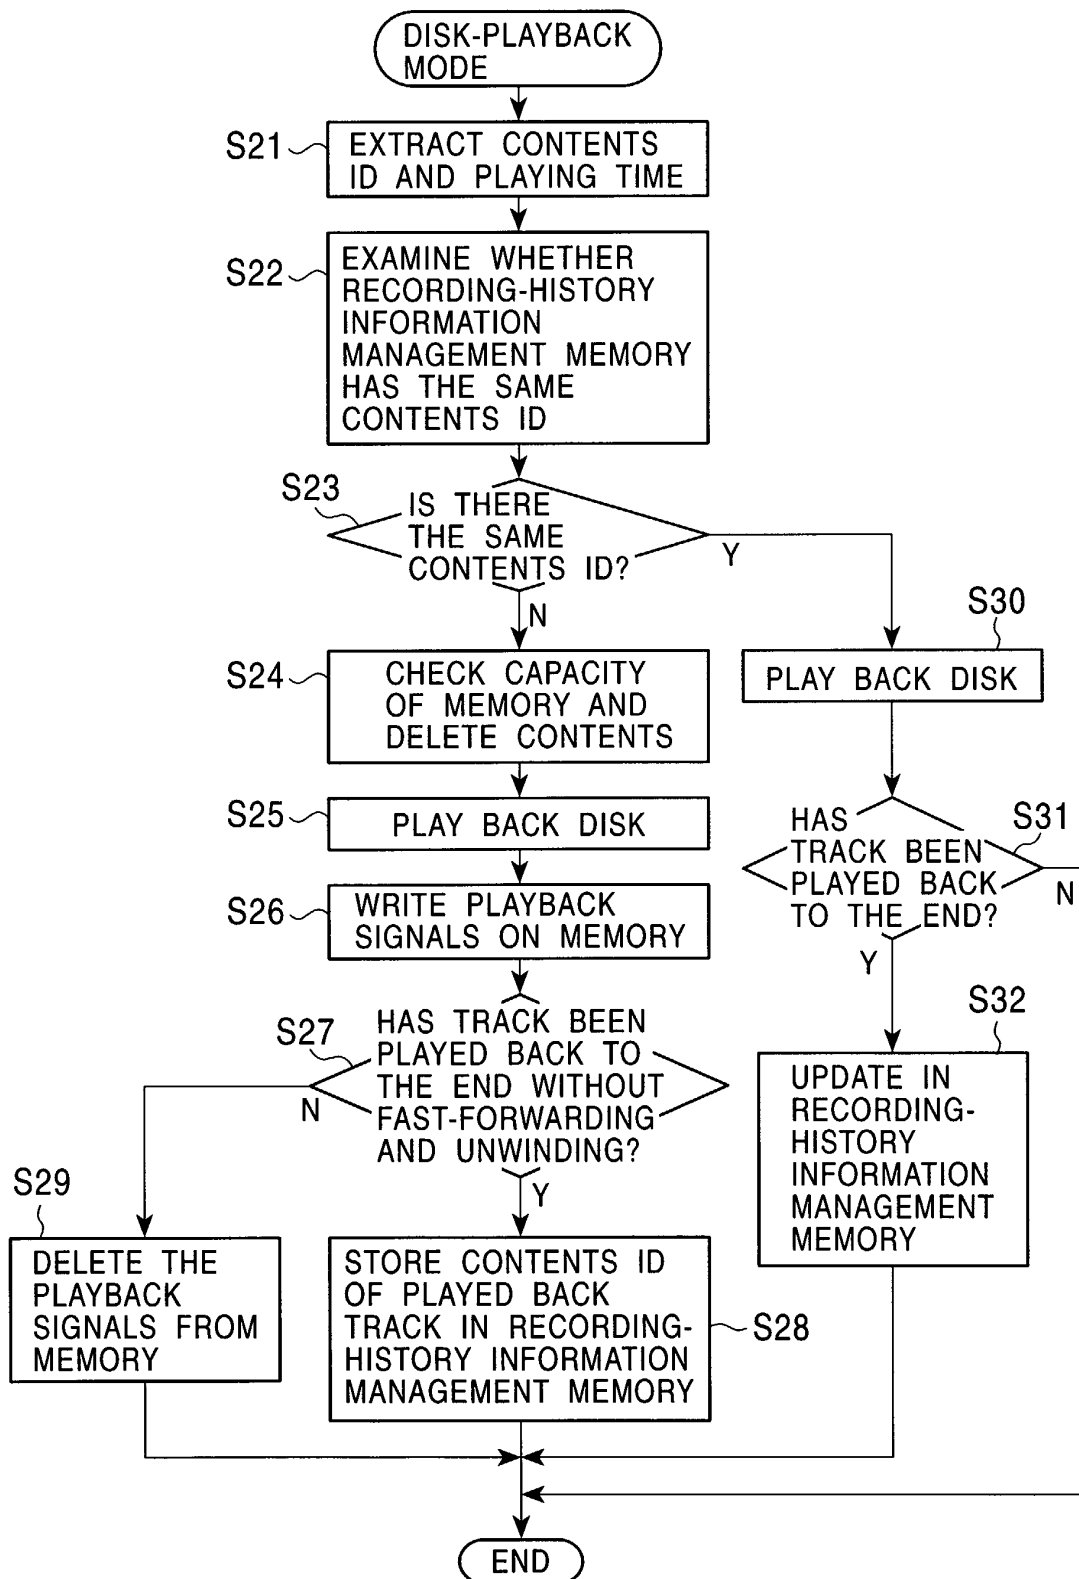 DISK-PLAYBACK
MODE
S21
EXTRACT CONTENTS
ID AND PLAYING TIME
S22
EXAMINE WHETHER
RECORDING-HISTORY
INFORMATION
MANAGEMENT MEMORY
HAS THE SAME
CONTENTS ID
S23
IS THERE
THE SAME
CONTENTS ID?
Y
N
S24
CHECK CAPACITY
OF MEMORY AND
DELETE CONTENTS
S25
PLAY BACK DISK
S26
WRITE PLAYBACK
SIGNALS ON MEMORY
S27
HAS TRACK BEEN
PLAYED BACK TO
THE END WITHOUT
FAST-FORWARDING
AND UNWINDING?
N
Y
S29
DELETE THE
PLAYBACK
SIGNALS FROM
MEMORY
STORE CONTENTS ID
OF PLAYED BACK
TRACK IN RECORDING-
HISTORY INFORMATION
MANAGEMENT MEMORY
S28
S30
PLAY BACK DISK
S31
HAS
TRACK BEEN
PLAYED BACK
TO THE END?
N
Y
S32
UPDATE IN
RECORDING-
HISTORY
INFORMATION
MANAGEMENT
MEMORY
END